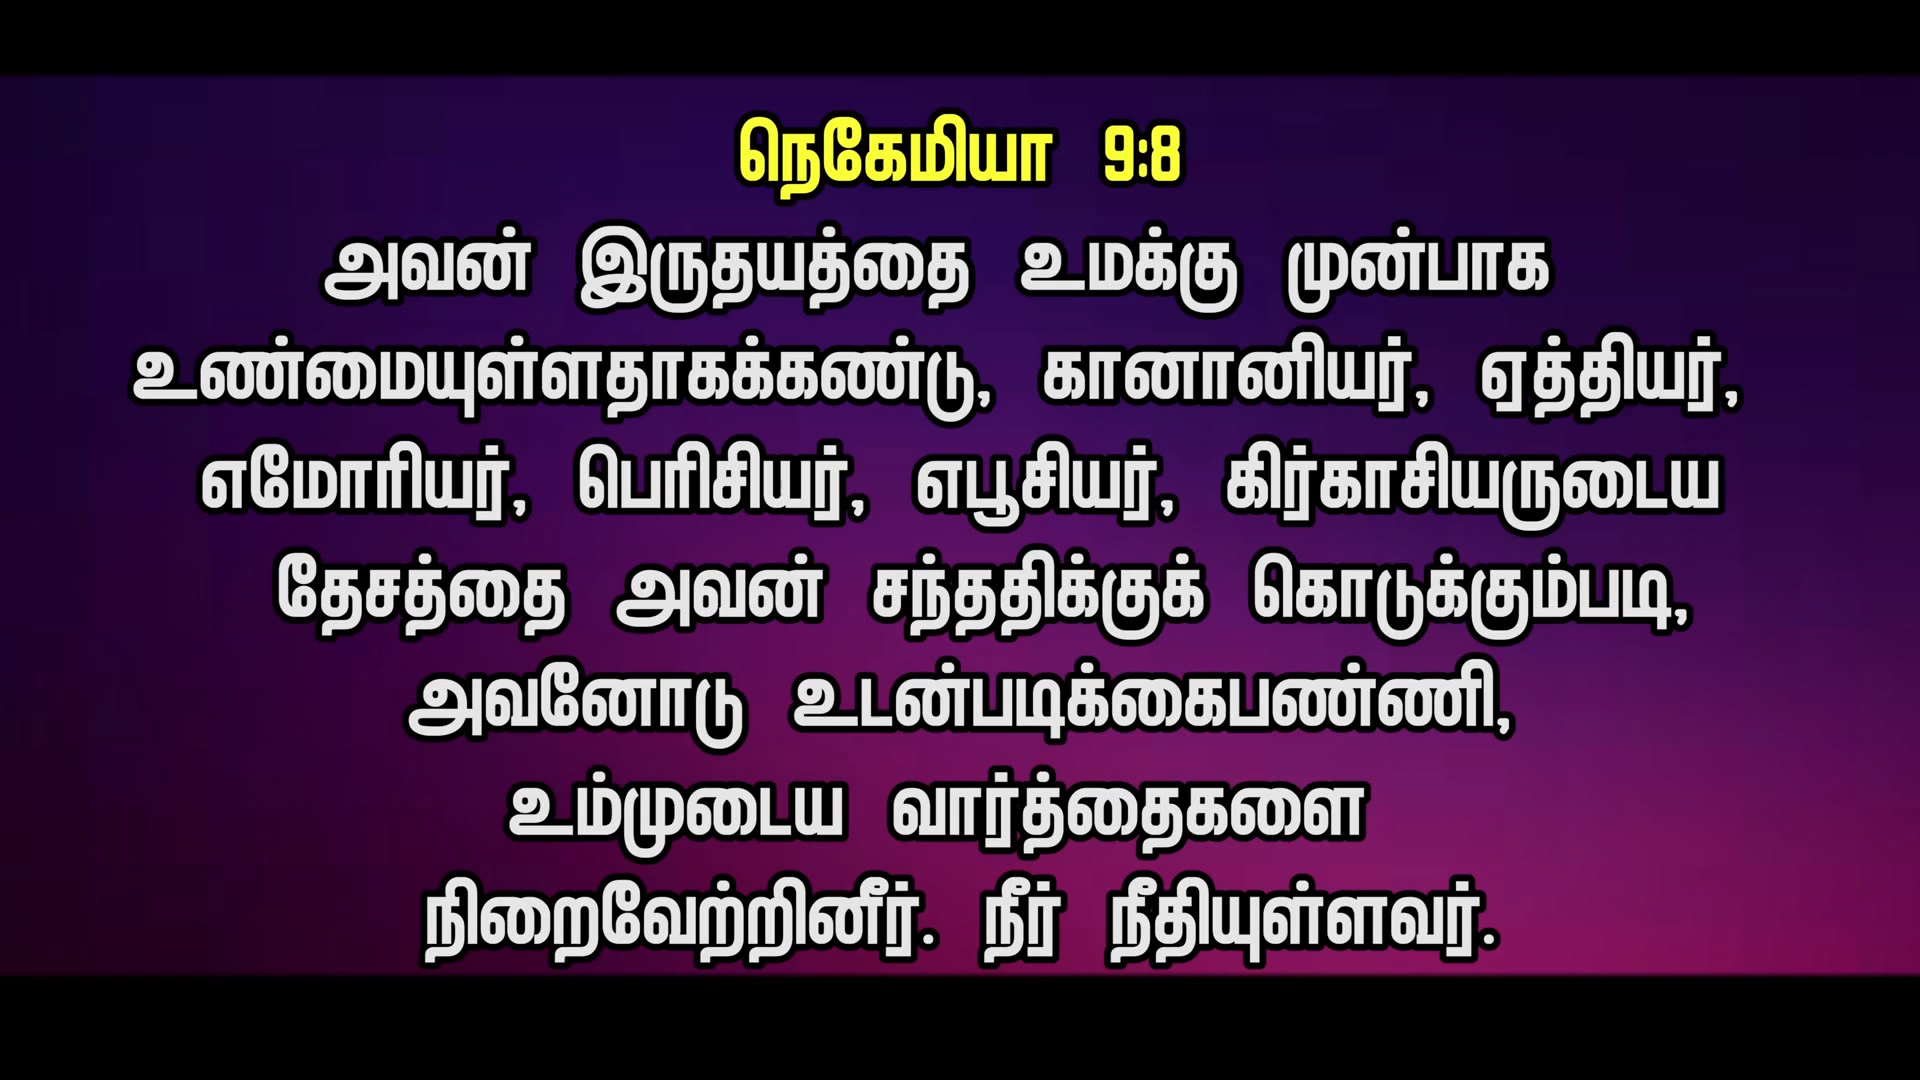 நெகேமியா 9:8
அவன் இருதயத்தை உமக்கு முன்பாக
உண்மையுள்ளதாகக்கண்டு, கானானியர், ஏத்தியர்,
எமோரியர், பெரிசியர், எபூசியர், கிர்காசியருடைய
தேசத்தை அவன் சந்ததிக்குக் கொடுக்கும்படி,
அவனோடு உடன்படிக்கைபண்ணி,
உம்முடைய வார்த்தைகளை
நிறைவேற்றினீர். நீர் நீதியுள்ளவர்.